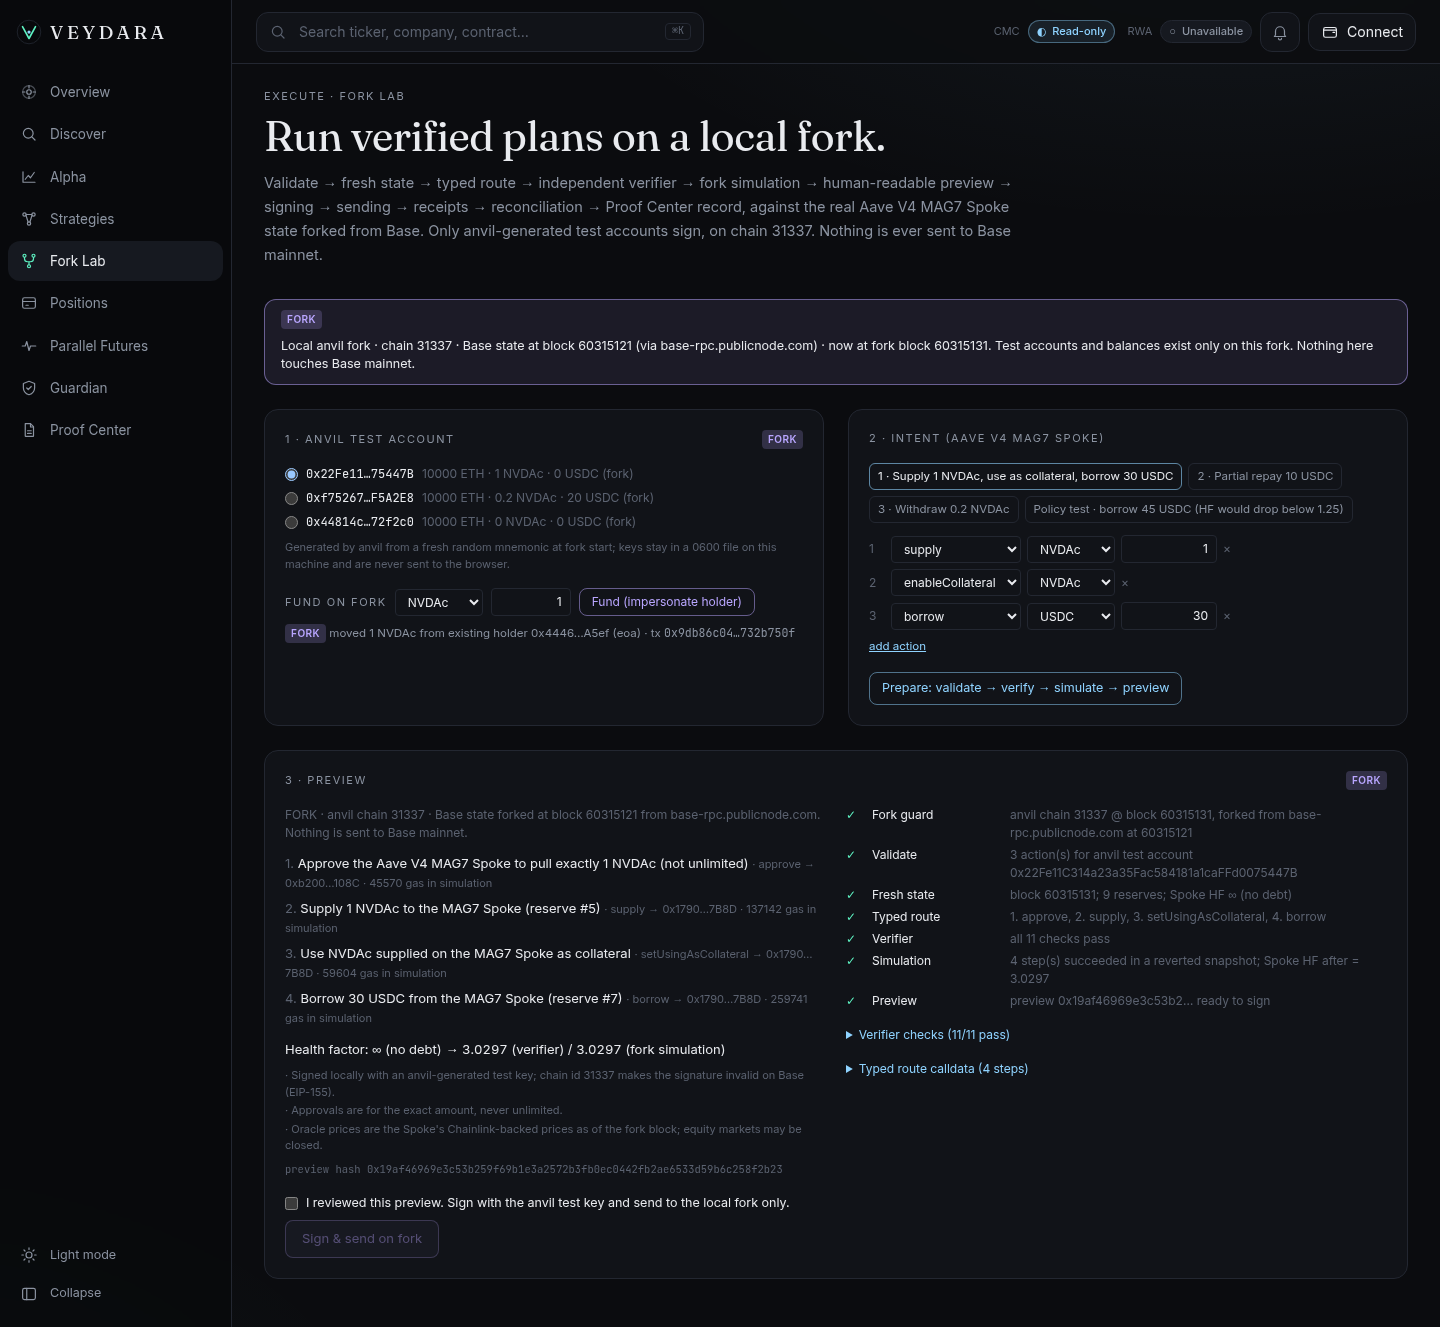 VEYDARA
Search ticker, company, contract...
⌘K
CMC
Read-only
RWA
Unavailable
Connect
Overview
Discover
Alpha
Strategies
Fork Lab
Positions
Parallel Futures
Guardian
Proof Center
Light mode
Collapse
EXECUTE · FORK LAB
Run verified plans on a local fork.
Validate → fresh state → typed route → independent verifier → fork simulation → human-readable preview →
signing → sending → receipts → reconciliation → Proof Center record, against the real Aave V4 MAG7 Spoke
state forked from Base. Only anvil-generated test accounts sign, on chain 31337. Nothing is ever sent to Base
mainnet.
FORK
Local anvil fork · chain 31337 · Base state at block 60315121 (via base-rpc.publicnode.com) · now at fork block 60315131. Test accounts and balances exist only on this fork. Nothing here
touches Base mainnet.
1 · ANVIL TEST ACCOUNT
FORK
0x22Fe11…75447B 10000 ETH · 1 NVDAc · 0 USDC (fork)
0xf75267…F5A2E8 10000 ETH · 0.2 NVDAc · 20 USDC (fork)
0x44814c…72f2c0 10000 ETH · 0 NVDAc · 0 USDC (fork)
Generated by anvil from a fresh random mnemonic at fork start; keys stay in a 0600 file on this
machine and are never sent to the browser.
FUND ON FORK NVDAc 1 Fund (impersonate holder)
FORK moved 1 NVDAc from existing holder 0x4446…A5ef (eoa) · tx 0x9db86c04…732b750f
2 · INTENT (AAVE V4 MAG7 SPOKE)
1 · Supply 1 NVDAc, use as collateral, borrow 30 USDC
2 · Partial repay 10 USDC
3 · Withdraw 0.2 NVDAc
Policy test · borrow 45 USDC (HF would drop below 1.25)
1 supply NVDAc 1 ×
2 enableCollateral NVDAc ×
3 borrow USDC 30 ×
add action
Prepare: validate → verify → simulate → preview
3 · PREVIEW
FORK
FORK · anvil chain 31337 · Base state forked at block 60315121 from base-rpc.publicnode.com.
Nothing is sent to Base mainnet.
1. Approve the Aave V4 MAG7 Spoke to pull exactly 1 NVDAc (not unlimited) · approve →
0xb200…108C · 45570 gas in simulation
2. Supply 1 NVDAc to the MAG7 Spoke (reserve #5) · supply → 0x1790…7B8D · 137142 gas in
simulation
3. Use NVDAc supplied on the MAG7 Spoke as collateral · setUsingAsCollateral → 0x1790…
7B8D · 59604 gas in simulation
4. Borrow 30 USDC from the MAG7 Spoke (reserve #7) · borrow → 0x1790…7B8D · 259741
gas in simulation
Health factor: ∞ (no debt) → 3.0297 (verifier) / 3.0297 (fork simulation)
· Signed locally with an anvil-generated test key; chain id 31337 makes the signature invalid on Base
(EIP-155).
· Approvals are for the exact amount, never unlimited.
· Oracle prices are the Spoke's Chainlink-backed prices as of the fork block; equity markets may be
closed.
preview hash 0x19af46969e3c53b259f69b1e3a2572b3fb0ec0442fb2ae6533d59b6c258f2b23
I reviewed this preview. Sign with the anvil test key and send to the local fork only.
Sign & send on fork
✓ Fork guard anvil chain 31337 @ block 60315131, forked from base-
rpc.publicnode.com at 60315121
✓ Validate 3 action(s) for anvil test account
0x22Fe11C314a23a35Fac584181a1caFFd0075447B
✓ Fresh state block 60315131; 9 reserves; Spoke HF ∞ (no debt)
✓ Typed route 1. approve, 2. supply, 3. setUsingAsCollateral, 4. borrow
✓ Verifier all 11 checks pass
✓ Simulation 4 step(s) succeeded in a reverted snapshot; Spoke HF after =
3.0297
✓ Preview preview 0x19af46969e3c53b2… ready to sign
▶ Verifier checks (11/11 pass)
▶ Typed route calldata (4 steps)